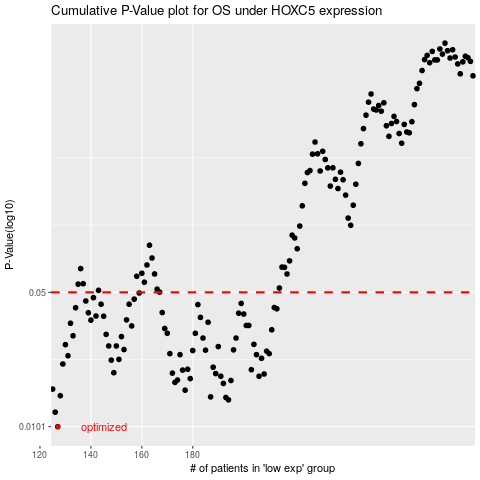 Cumulative P-Value plot for OS under HOXC5 expression
P-Value(log10)
0.05
0.0101
optimized
120 140 160 180
# of patients in 'low exp' group